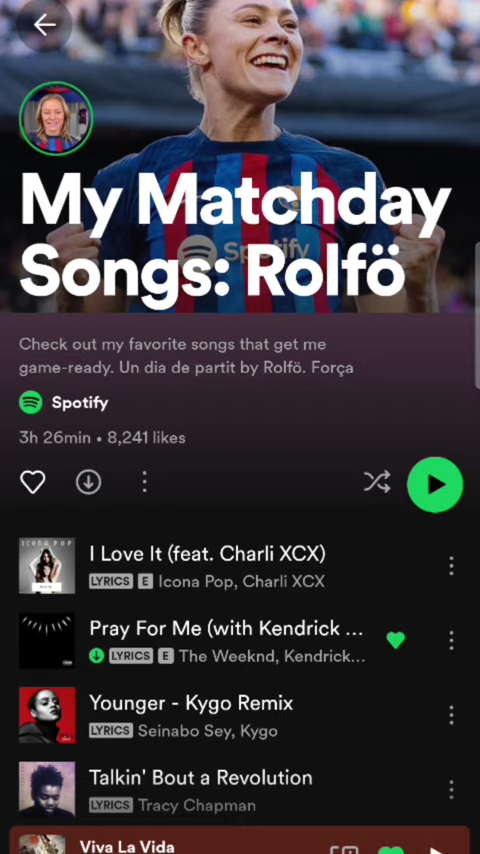 My Matchday
Songs: Rolfö
Spotify
Check out my favorite songs that get me
game-ready. Un dia de partit by Rolfö. Força
Spotify
3h 26min • 8,241 likes
I Love It (feat. Charli XCX)
LYRICS E Icona Pop, Charli XCX
Pray For Me (with Kendrick ...
LYRICS E The Weeknd, Kendrick...
Younger - Kygo Remix
LYRICS Seinabo Sey, Kygo
Talkin' Bout a Revolution
LYRICS Tracy Chapman
Viva La Vida